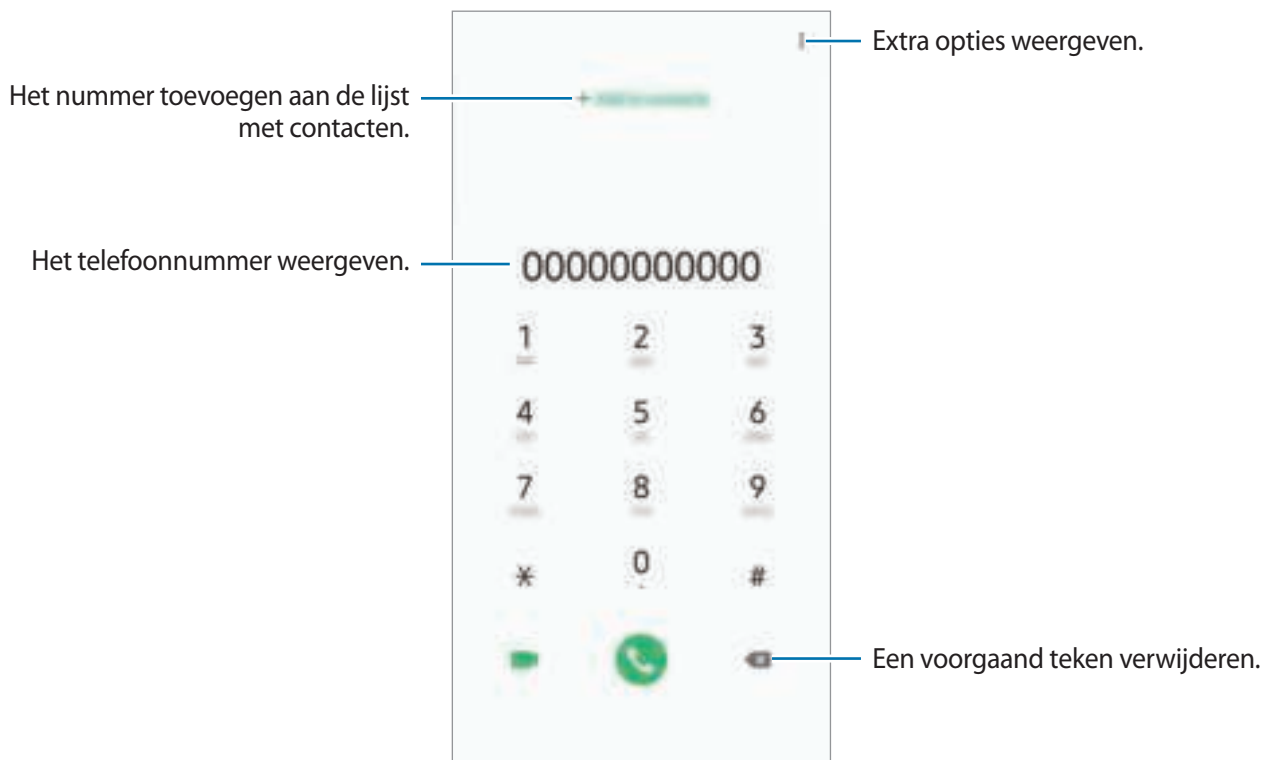 Extra opties weergeven.
Het nummer toevoegen aan de lijst
met contacten.
Het telefoonnummer weergeven.
00000000000
1 2 3
4 5 6
7 8 9
* 0 #
Een voorgaand teken verwijderen.